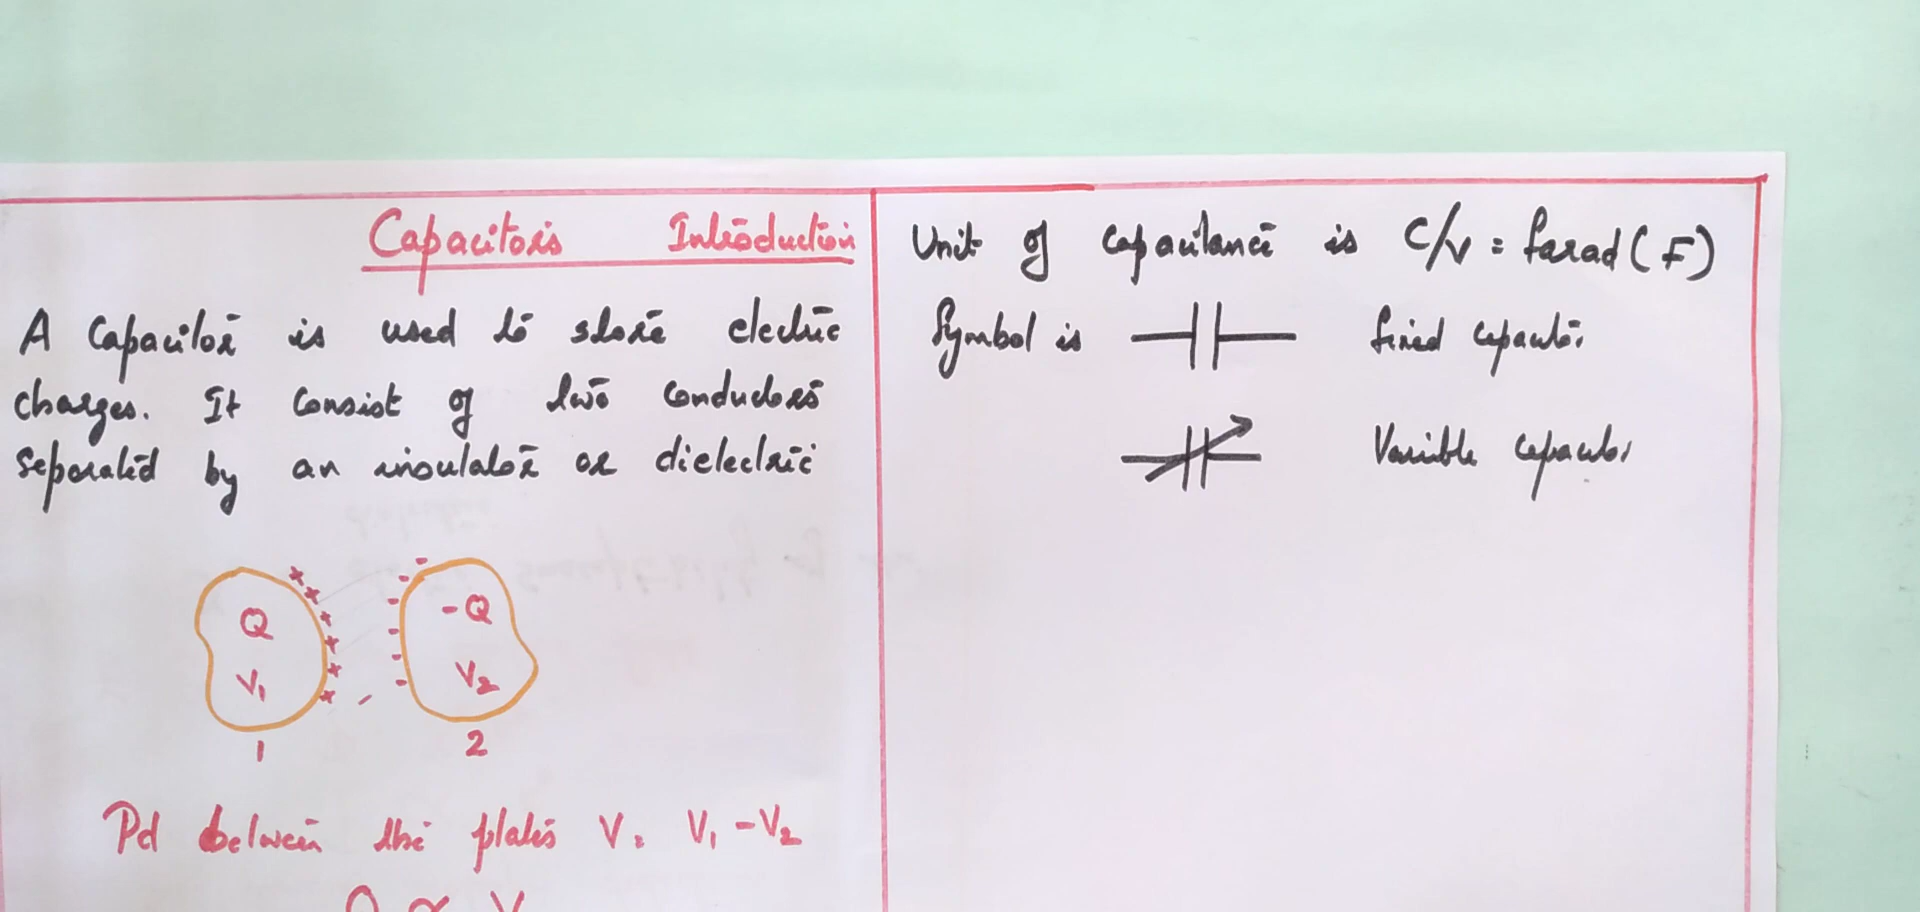 Capacitors Introduction
A Capacitor is used to store electric
charges. It consist of two conductors
separated by an insulator or dielectric
Q
V₁
1
-Q
V₂
2
Pd between the plates V = V₁ - V₂
Q ∝ V
Unit of Capacitance is C/V = farad (F)
Symbol is fixed capacitor
Varible capacitor